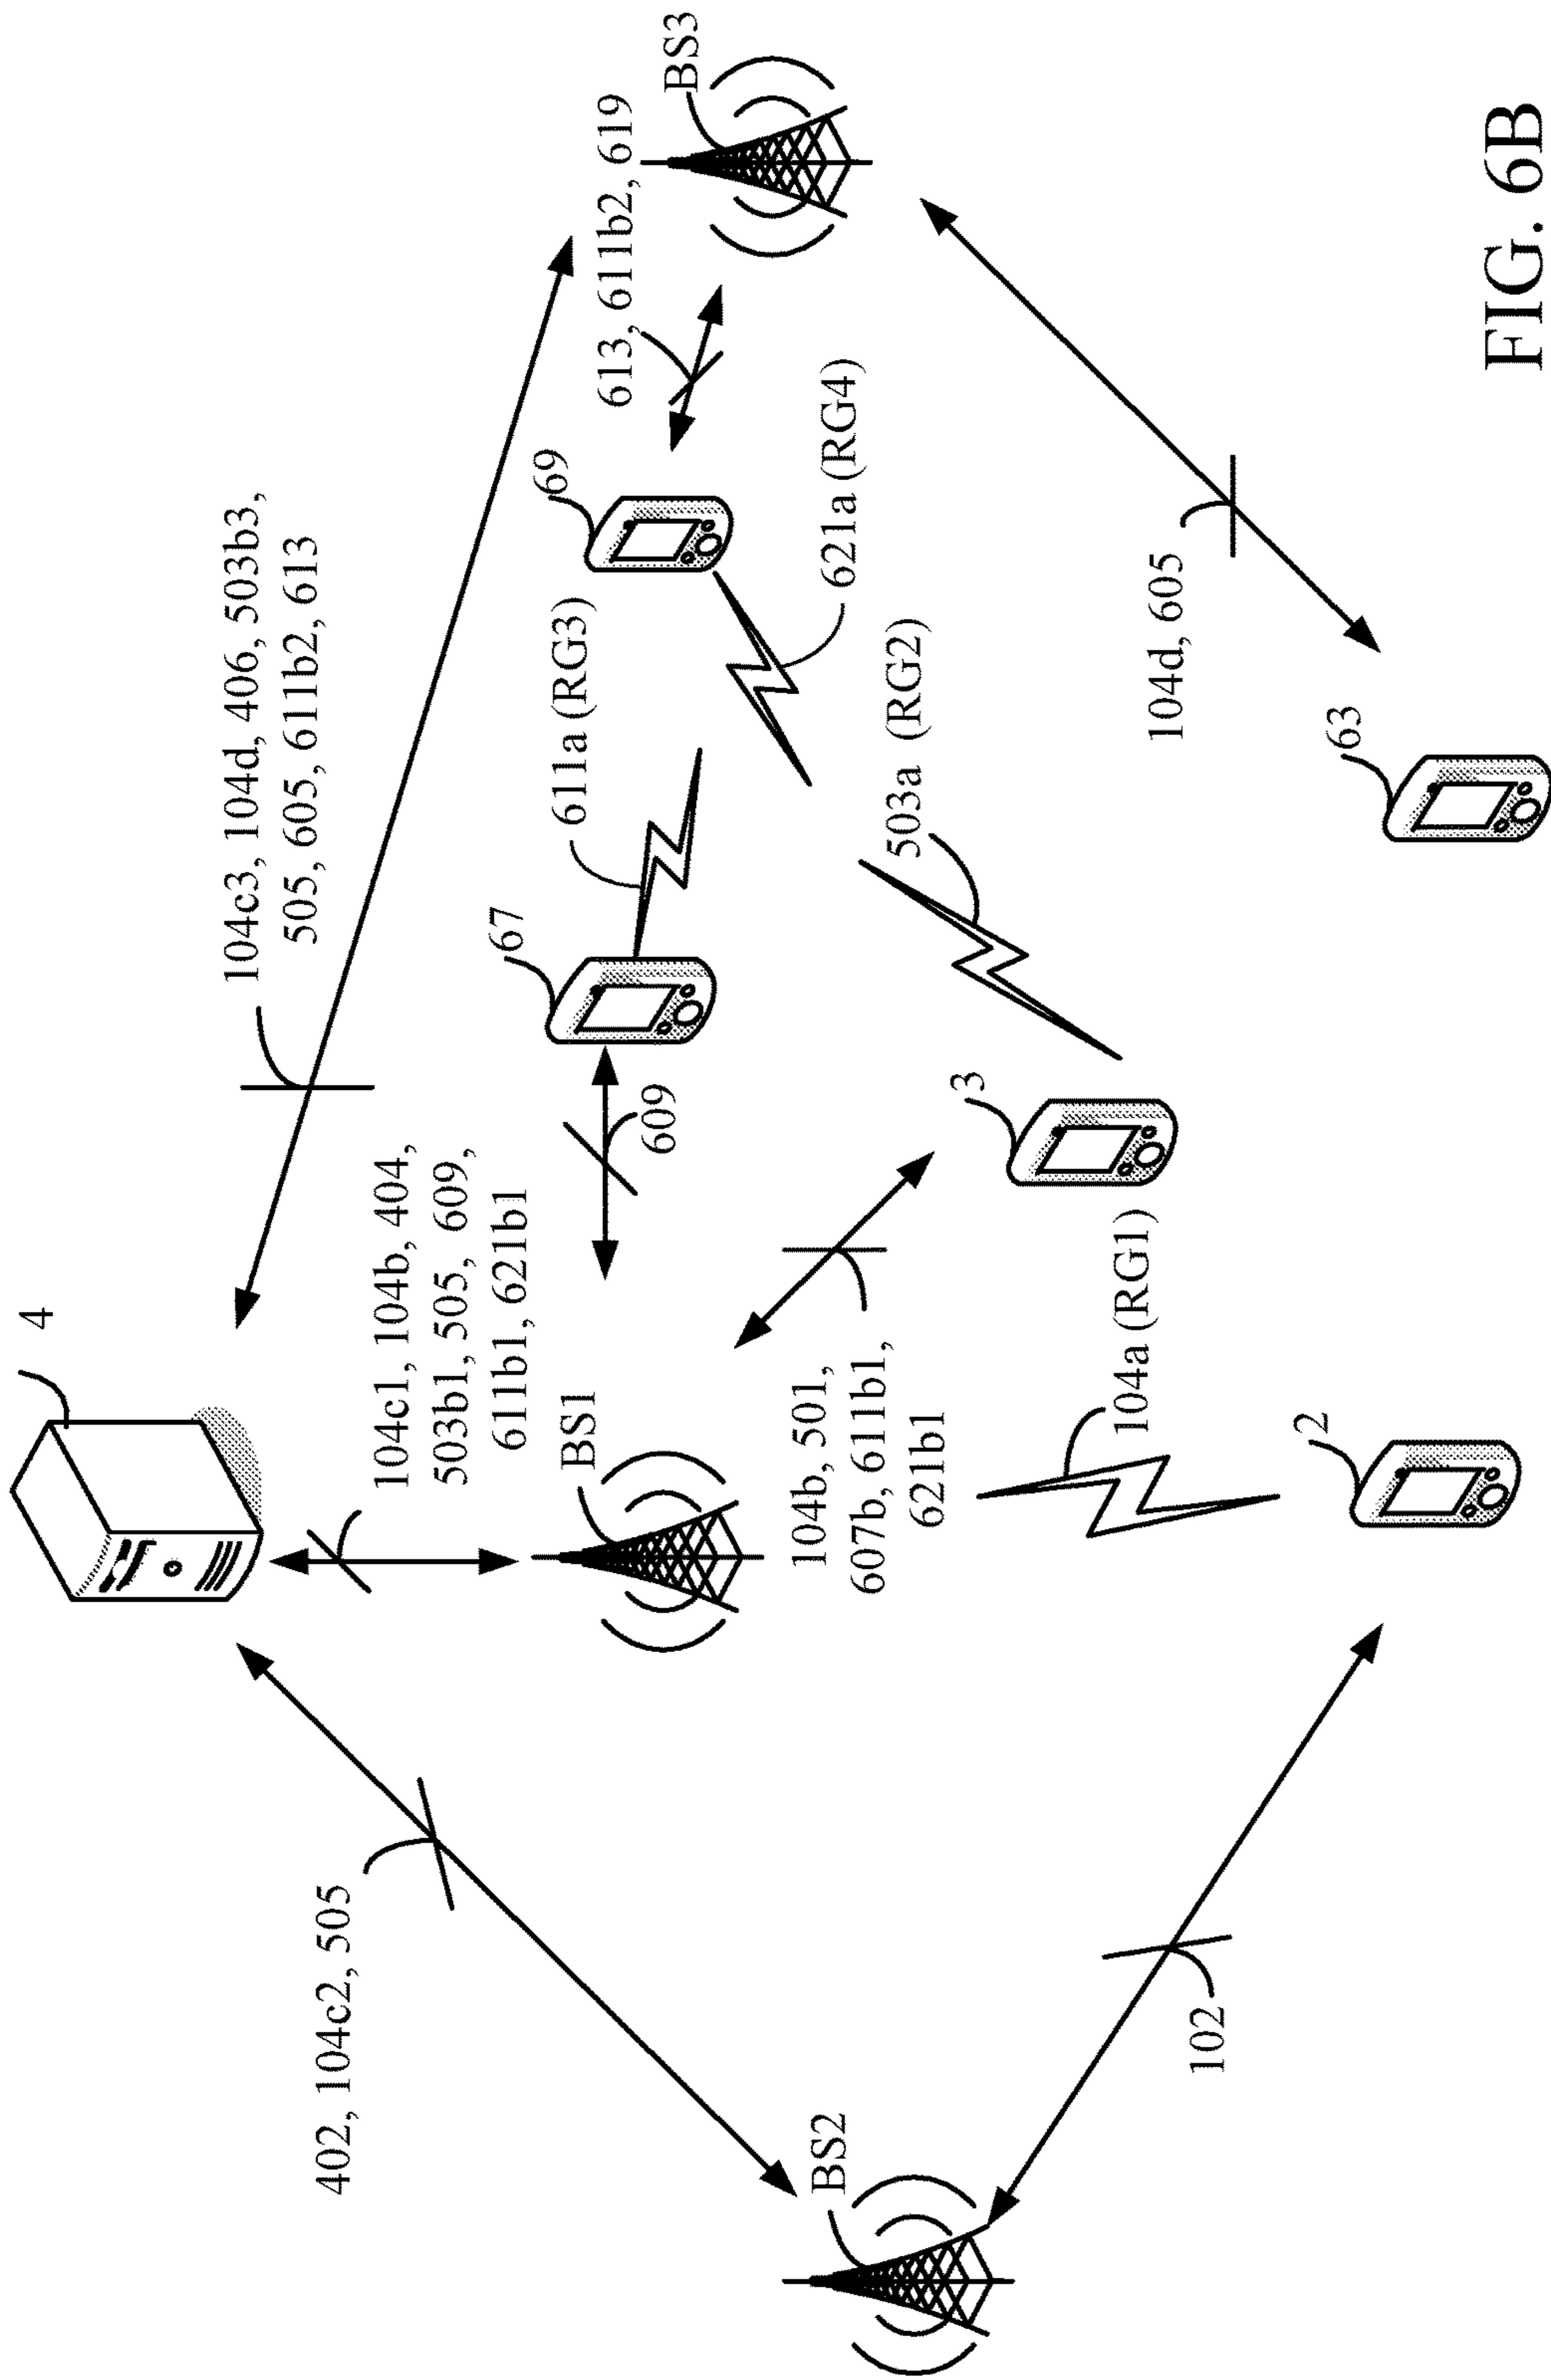 4
104c3, 104d, 406, 503b3,
505, 605, 611b2, 613
402, 104c2, 505
104c1, 104b, 404,
503b1, 505, 609,
611b1, 621b1
BS1
67
69
613, 611b2, 619
BS3
611a (RG3)
609
621a (RG4)
BS2
104b, 501,
607b, 611b1,
621b1
3
503a (RG2)
104a (RG1)
104d, 605
102
2
63
FIG. 6B